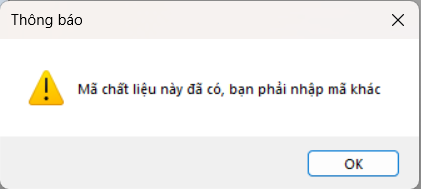 Thông báo
Mã chất liệu này đã có, bạn phải nhập mã khác
OK